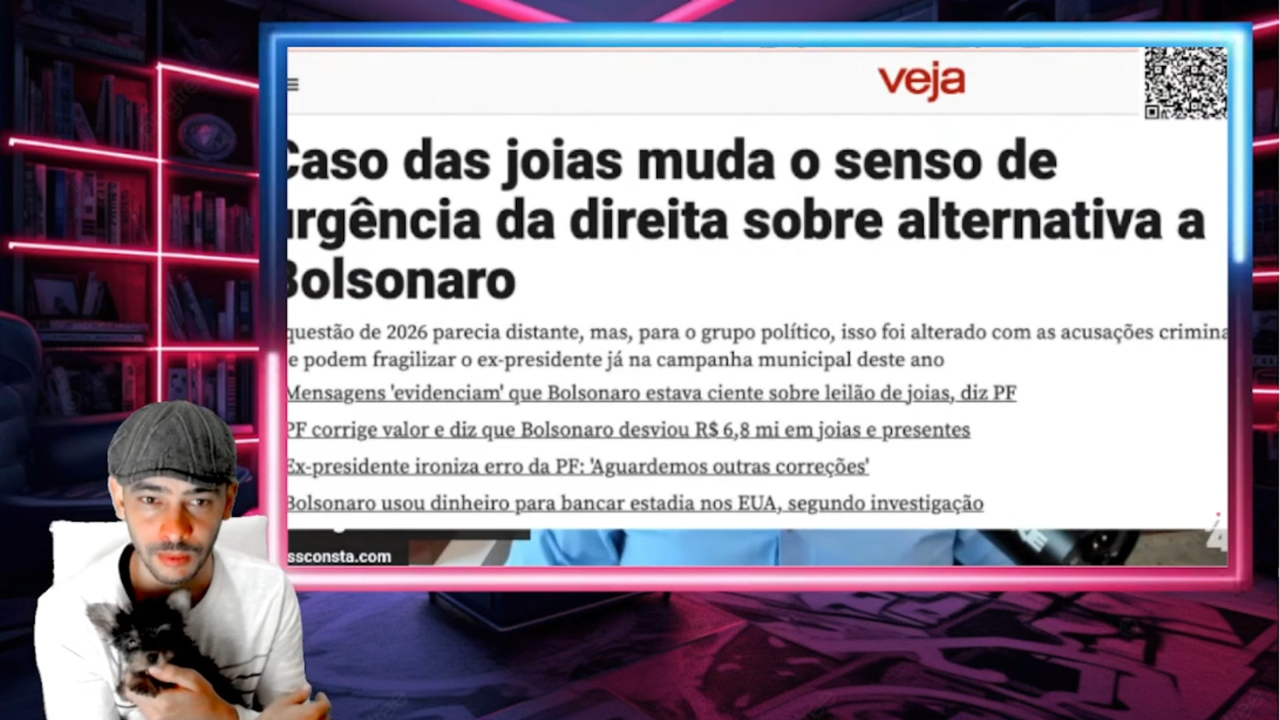 veja
Caso das joias muda o senso de
urgência da direita sobre alternativa a
Bolsonaro
questão de 2026 parecia distante, mas, para o grupo político, isso foi alterado com as acusações
e podem fragilizar o ex-presidente já na campanha municipal deste ano
Mensagens 'evidenciam' que Bolsonaro estava ciente sobre leilão de joias, diz PF
PF corrige valor e diz que Bolsonaro desviou R$ 6,8 mi em joias e presentes
Ex-presidente ironiza erro da PF: 'Aguardemos outras correções'
Bolsonaro usou dinheiro para bancar estadia nos EUA, segundo investigação
ssconsta.com